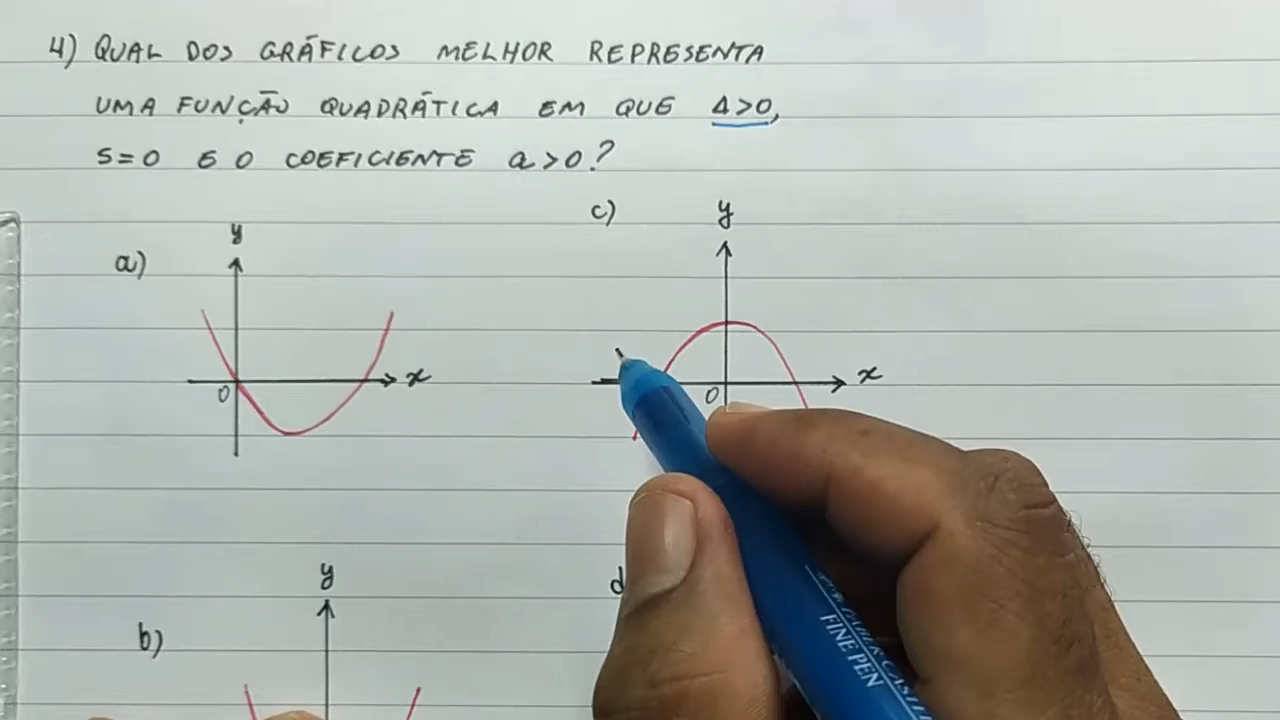 4) QUAL DOS GRÁFICOS MELHOR REPRESENTA
UMA FUNÇÃO QUADRÁTICA EM QUE Δ>0,
S=0 E O COEFICIENTE a>0?
a)
y
x
0
c)
y
x
0
b)
y
d
FINE PEN